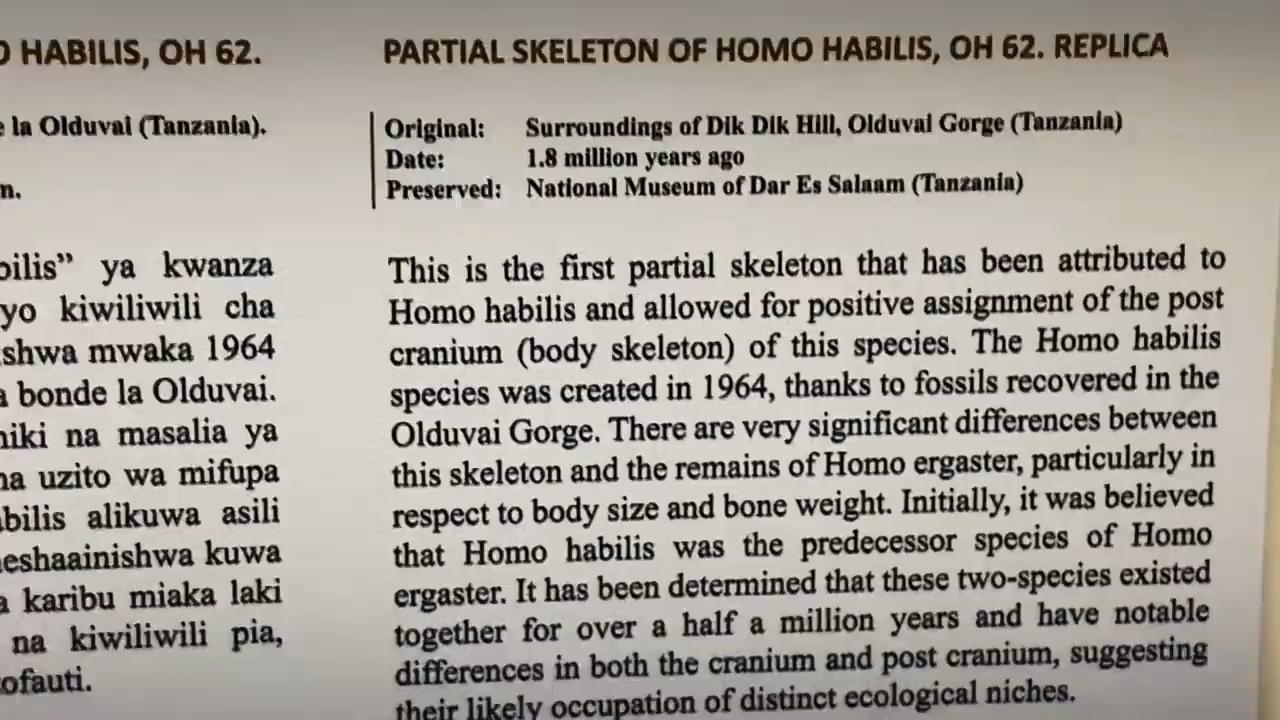 HABILIS, OH 62.
la Olduvai (Tanzania).
ya kwanza
kiwiliwili cha
mwaka 1964
bonde la Olduvai.
na masalia ya
uzito wa mifupa
alikuwa asili
kuwa
karibu miaka laki
na kiwiliwili pia,
PARTIAL SKELETON OF HOMO HABILIS, OH 62. REPLICA
Original: Surroundings of Dik Dik Hill, Olduvai Gorge (Tanzania)
Date: 1.8 million years ago
Preserved: National Museum of Dar Es Salaam (Tanzania)
This is the first partial skeleton that has been attributed to
Homo habilis and allowed for positive assignment of the post
cranium (body skeleton) of this species. The Homo habilis
species was created in 1964, thanks to fossils recovered in the
Olduvai Gorge. There are very significant differences between
this skeleton and the remains of Homo ergaster, particularly in
respect to body size and bone weight. Initially, it was believed
that Homo habilis was the predecessor species of Homo
ergaster. It has been determined that these two-species existed
together for over a half a million years and have notable
differences in both the cranium and post cranium, suggesting
their likely occupation of distinct ecological niches.